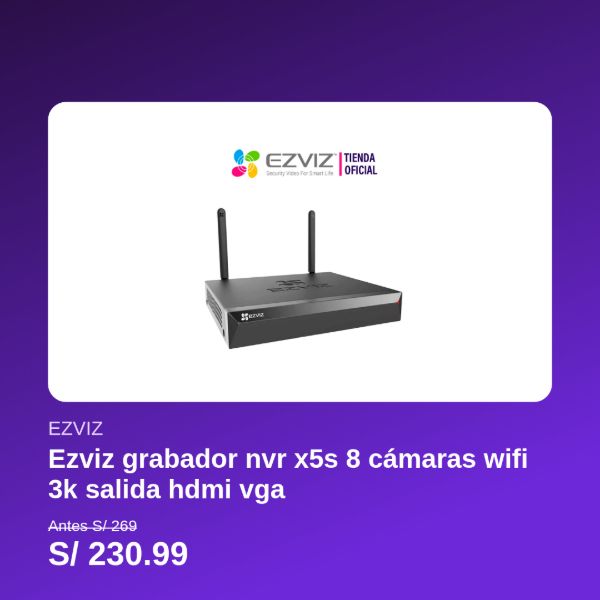 EZVIZ
Security Video For Smart Life
TIENDA
OFICIAL
EZVIZ
EZVIZ
EZVIZ
Ezviz grabador nvr x5s 8 cámaras wifi
3k salida hdmi vga
Antes S/ 269
S/ 230.99